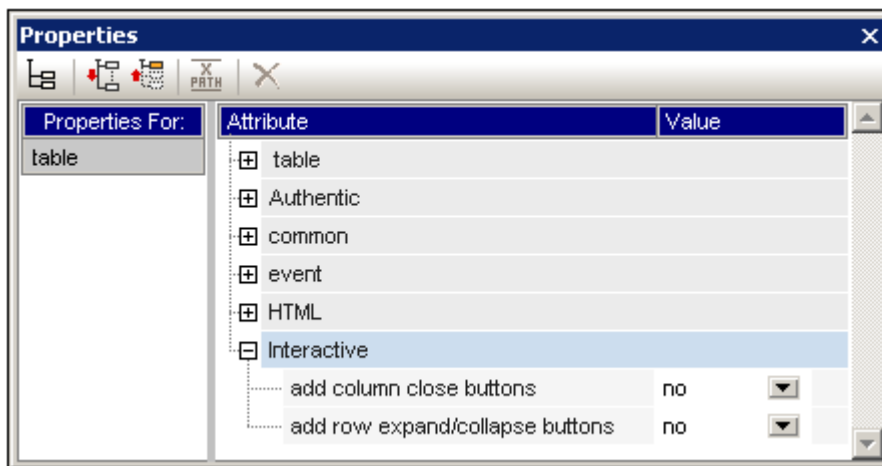 Properties
X
PATH
Properties For:
Attribute
Value
table
table
Authentic
common
event
HTML
Interactive
add column close buttons
no
add row expand/collapse buttons
no